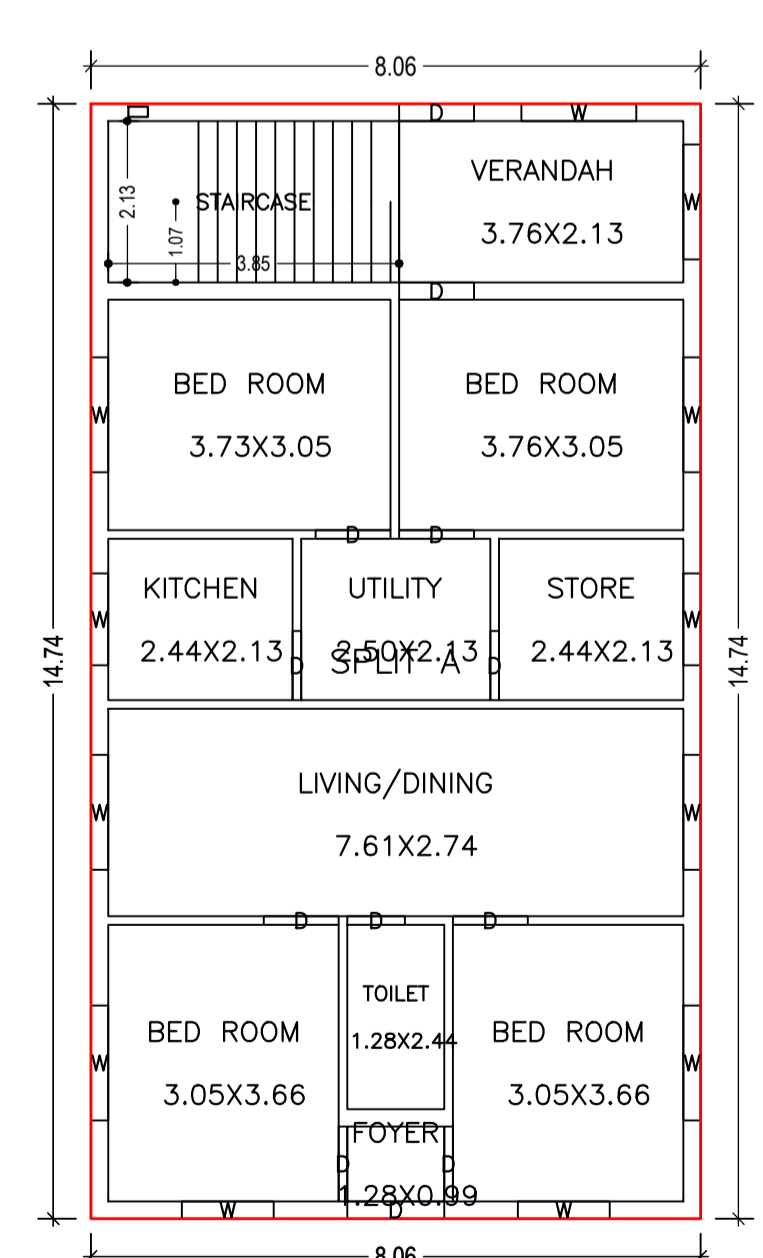 8.06
D W
VERANDAH
2.13 STAIRCASE W
1.07 3.76X2.13
3.85
D
BED ROOM BED ROOM
W W
3.73X3.05 3.76X3.05
D D
KITCHEN UTILITY STORE
W W
2.44X2.13 2.50X2.13 2.44X2.13
14.74 D SPLIT A D 14.74
LIVING/DINING
W W
7.61X2.74
D D D
TOILET
BED ROOM 1.28X2.44 BED ROOM
W W
3.05X3.66 3.05X3.66
FOYER
D D
1.28X0.99
W D W
8.06